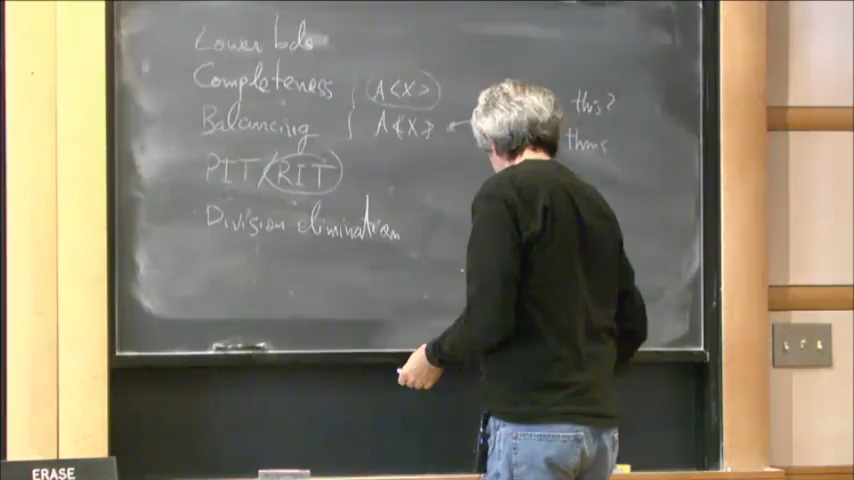 Lower bds
Completeness A<X>
Balancing A⟪X⟫
PIT/RIT
Division elimination
this?
thms
ERASE